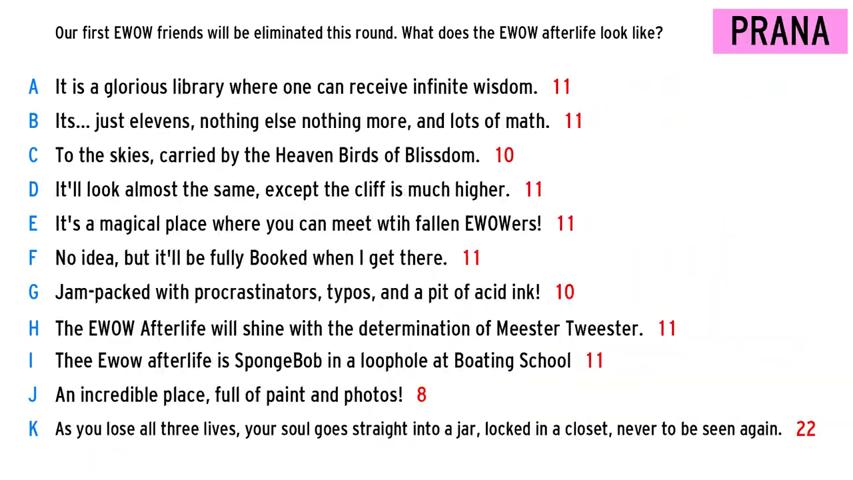 Our first EWOW friends will be eliminated this round. What does the EWOW afterlife look like?
PRANA
A It is a glorious library where one can receive infinite wisdom. 11
B Its... just elevens, nothing else nothing more, and lots of math. 11
C To the skies, carried by the Heaven Birds of Blissdom. 10
D It'll look almost the same, except the cliff is much higher. 11
E It's a magical place where you can meet wtih fallen EWOWers! 11
F No idea, but it'll be fully Booked when I get there. 11
G Jam-packed with procrastinators, typos, and a pit of acid ink! 10
H The EWOW Afterlife will shine with the determination of Meester Tweester. 11
I Thee Ewow afterlife is SpongeBob in a loophole at Boating School 11
J An incredible place, full of paint and photos! 8
K As you lose all three lives, your soul goes straight into a jar, locked in a closet, never to be seen again. 22